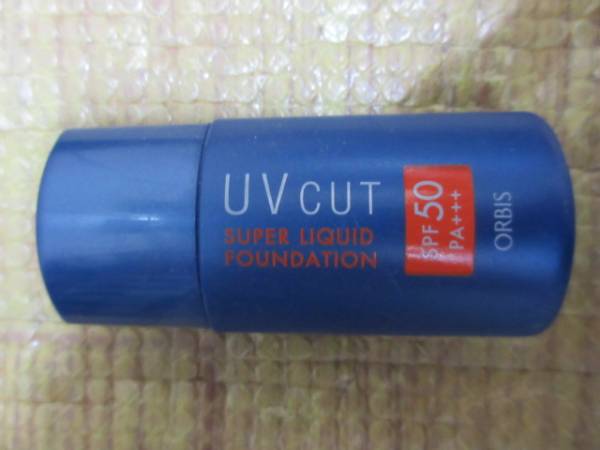 UV CUT
SUPER LIQUID
FOUNDATION
SPF 50
PA+++
ORBIS